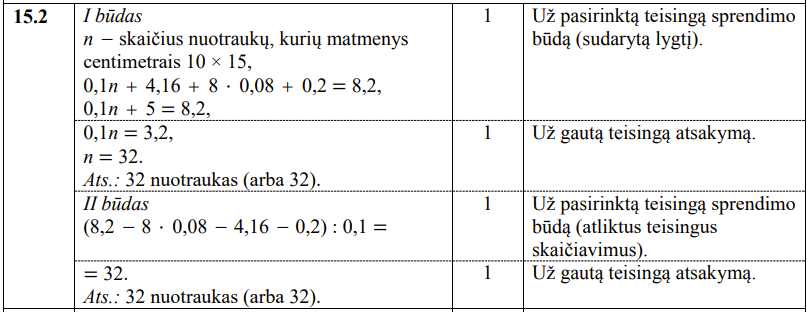 15.2
I būdas
n − skaičius nuotraukų, kurių matmenys
centimetrais 10 × 15,
0,1n + 4,16 + 8 · 0,08 + 0,2 = 8,2,
0,1n + 5 = 8,2,
1
Už pasirinktą teisingą sprendimo
būdą (sudarytą lygtį).
0,1n = 3,2,
n = 32.
Ats.: 32 nuotraukas (arba 32).
1
Už gautą teisingą atsakymą.
II būdas
(8,2 − 8 · 0,08 − 4,16 − 0,2) : 0,1 =
1
Už pasirinktą teisingą sprendimo
būdą (atliktus teisingus
skaičiavimus).
= 32.
Ats.: 32 nuotraukas (arba 32).
1
Už gautą teisingą atsakymą.